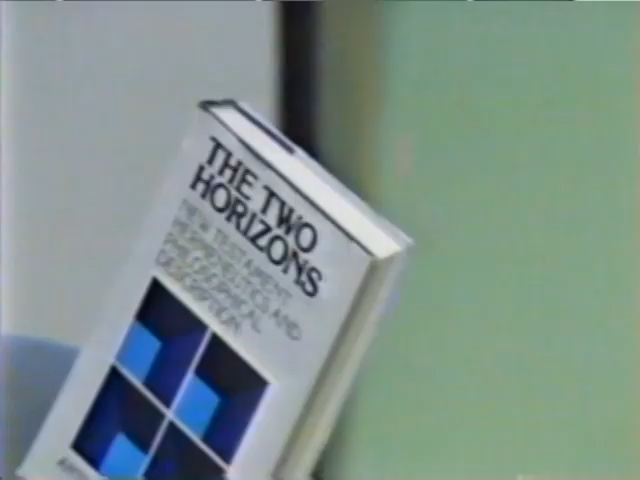 THE TWO
HORIZONS
NEW TESTAMENT
HERMENEUTICS AND
PHILOSOPHICAL
DESCRIPTION